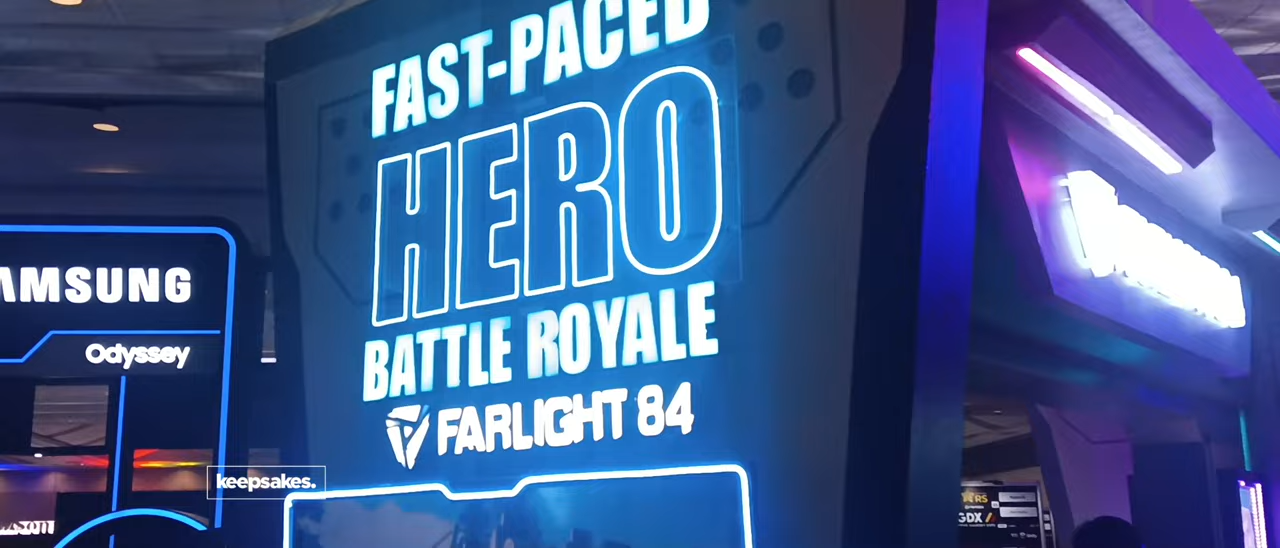 FAST-PACED
HERO
BATTLE ROYALE
FARLIGHT 84
AMSUNG
Odyssey
keepsakes.
GDX